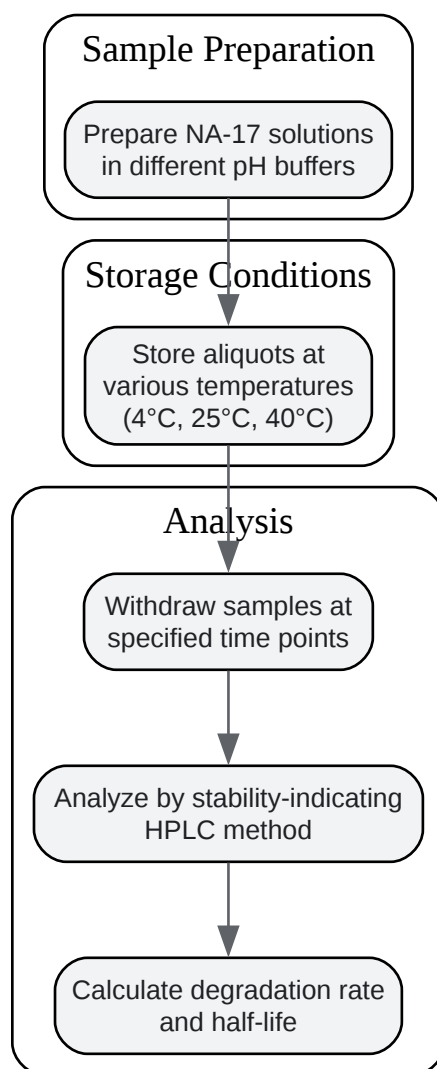 Sample Preparation
Prepare NA-17 solutions
in different pH buffers
Storage Conditions
Store aliquots at
various temperatures
(4°C, 25°C, 40°C)
Analysis
Withdraw samples at
specified time points
Analyze by stability-indicating
HPLC method
Calculate degradation rate
and half-life